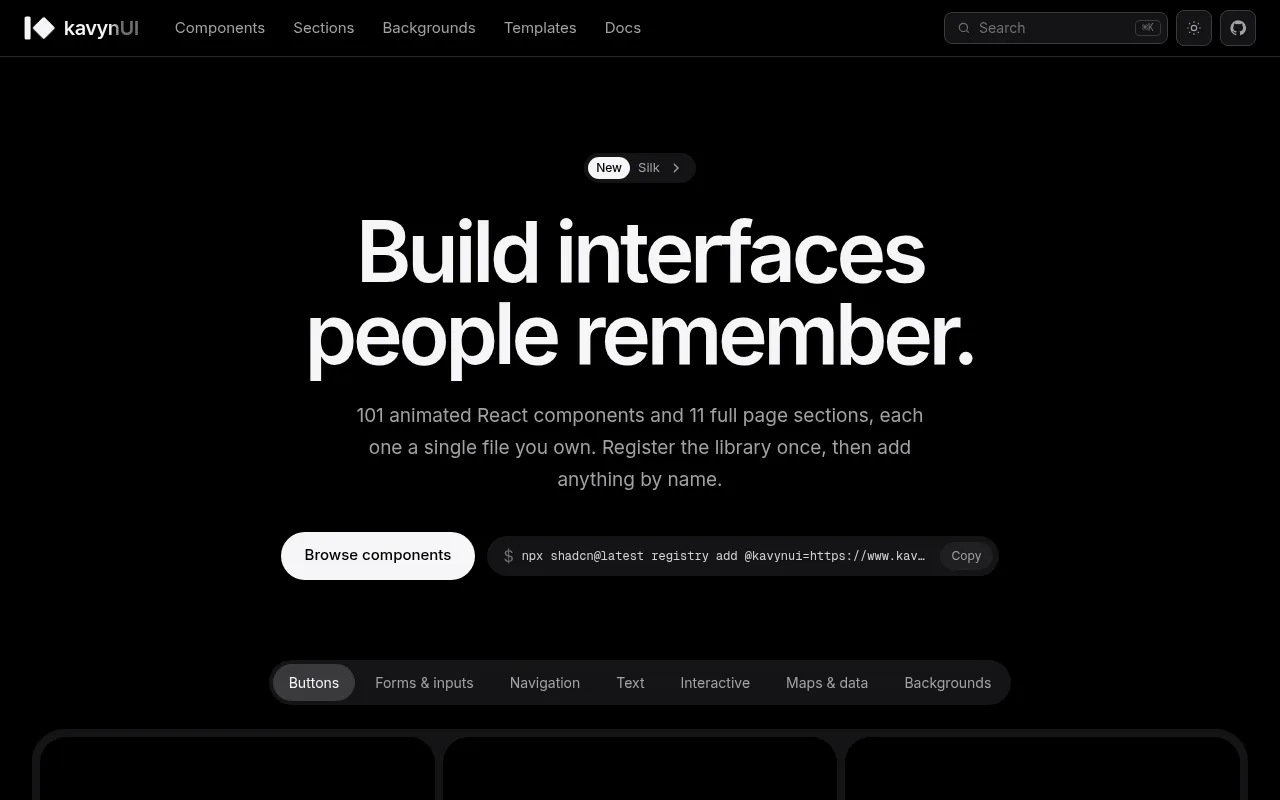 kavynUI Components Sections Backgrounds Templates Docs Search ⌘K
New Silk
Build interfaces
people remember.
101 animated React components and 11 full page sections, each
one a single file you own. Register the library once, then add
anything by name.
Browse components $ npx shadcn@latest registry add @kavynui=https://www.kav… Copy
Buttons Forms & inputs Navigation Text Interactive Maps & data Backgrounds